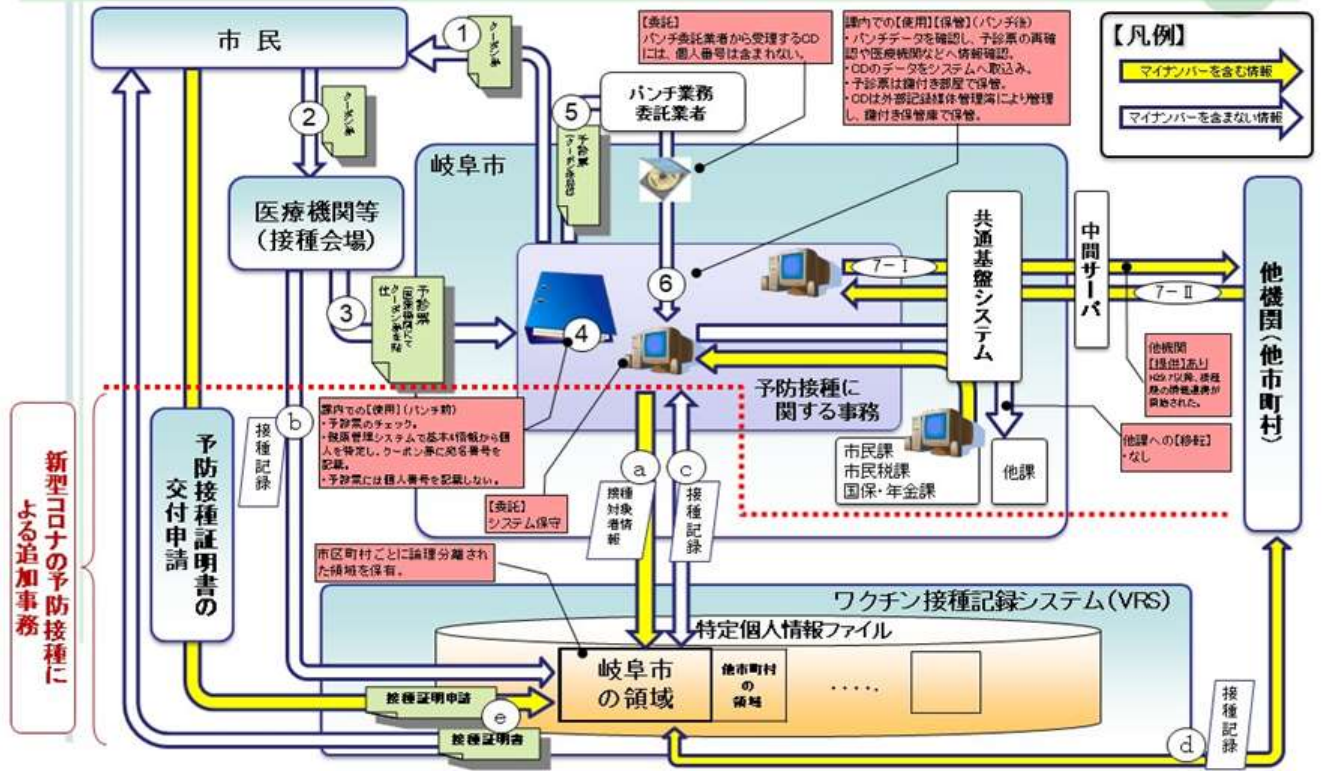 市民
①
クーポン券
②
クーポン券
医療機関等
(接種会場)
③
予診票
(医療機関にて
クーポン券を貼
付
⑤
予診票
(クーポン券貼付
パンチ業務
委託業者
【委託】
パンチ委託業者から受理するCD
には、個人番号は含まれない。
課内での【使用】【保管】(パンチ後)
・パンチデータを確認し、予診票の再確
認や医療機関などへ情報確認。
・CDのデータをシステムへ取込み。
・予診票は鍵付き部屋で保管。
・CDは外部記録媒体管理簿により管理
し、鍵付き保管庫で保管。
【凡例】
マイナンバーを含む情報
マイナンバーを含まない情報
岐阜市
④
⑥
予防接種に
関する事務
共通基盤システム
中間サーバ
他機関(他市町村)
7-Ⅰ
7-Ⅱ
他機関
【提供】あり
開始された。
他課への【移転】
・なし
市民課
市民税課
国保・年金課
他課
課内での【使用】(パンチ前)
・予診票のチェック。
・健康管理システムで基本4情報から個
人を特定し、クーポン券に宛名番号を
記載。
・予診票には個人番号を記載しない。
【委託】
システム保守
新型コロナの予防接種に
よる追加事務
予防接種証明書の
交付申請
b
接種記録
a
接種対象者情報
c
接種記録
市区町村ごとに論理分離され
た領域を保有。
ワクチン接種記録システム(VRS)
特定個人情報ファイル
岐阜市
の領域
他市町村
の
領域
.....
接種証明申請
e
接種証明書
d
接種記録